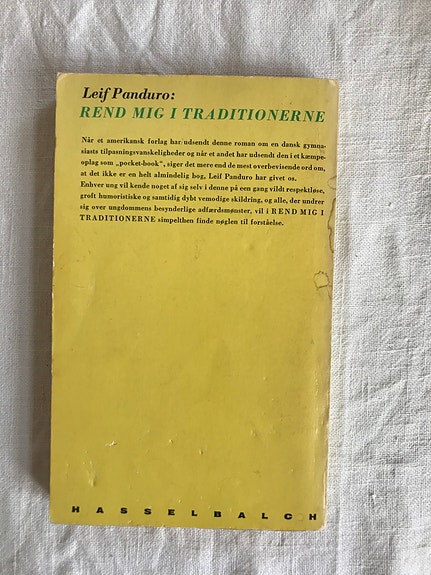 Leif Panduro:
REND MIG I TRADITIONERNE
Når et amerikansk forlag har udsendt denne roman om en dansk gymna-
siasts tilpasningsvanskeligheder og når et andet har udsendt den i et kæmpe-
oplag som „pocket-book“, siger det mere end de mest overbevisende ord om,
at det ikke er en helt almindelig bog, Leif Panduro har givet os.
Enhver ung vil kende noget af sig selv i denne på en gang vildt respektløse,
groft humoristiske og samtidig dybt vemodige skildring, og alle, der undrer
sig over ungdommens besynderlige adfærdsmønster, vil i REND MIG I
TRADITIONERNE simpelthen finde nøglen til forståelse.
HASSELBALCH